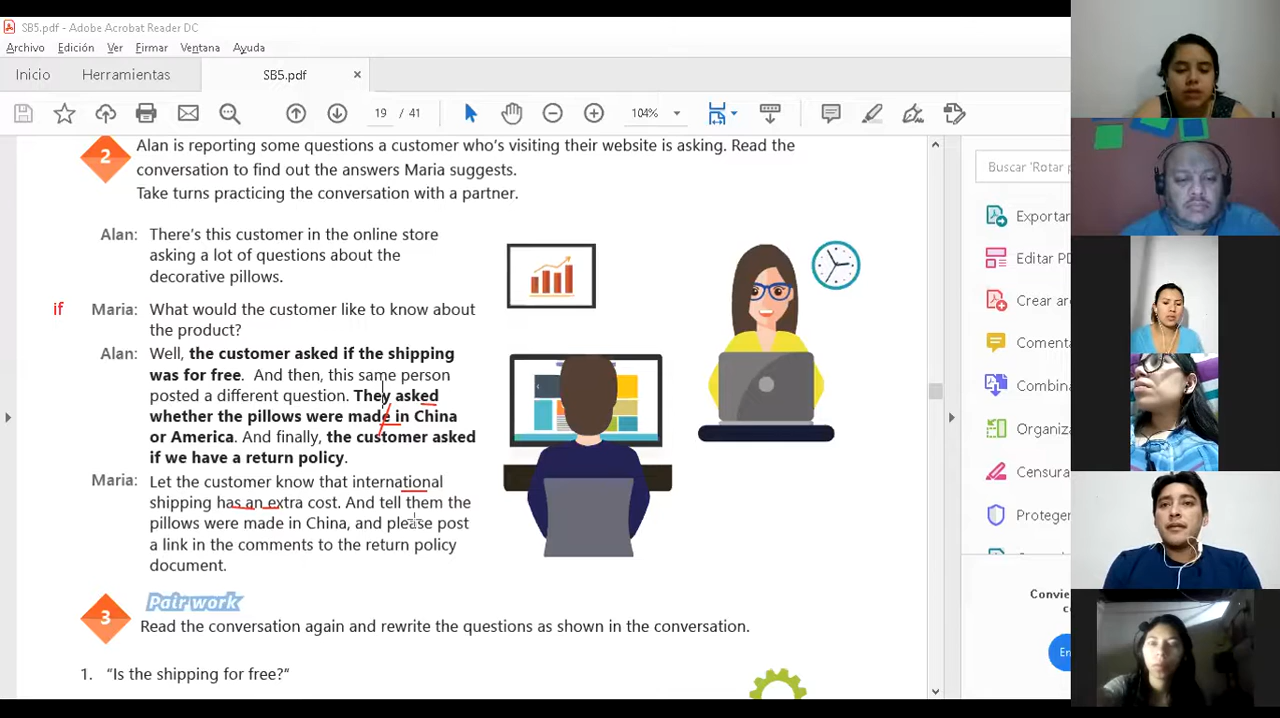 SB5.pdf - Adobe Acrobat Reader DC
Archivo Edición Ver Firmar Ventana Ayuda
Inicio Herramientas SB5.pdf ×
19 / 41 104%
2 Alan is reporting some questions a customer who's visiting their website is asking. Read the
conversation to find out the answers Maria suggests.
Take turns practicing the conversation with a partner.
Alan: There's this customer in the online store
asking a lot of questions about the
decorative pillows.
if Maria: What would the customer like to know about
the product?
Alan: Well, the customer asked if the shipping
was for free. And then, this same person
posted a different question. They asked
whether the pillows were made in China
or America. And finally, the customer asked
if we have a return policy.
Maria: Let the customer know that international
shipping has an extra cost. And tell them the
pillows were made in China, and please post
a link in the comments to the return policy
document.
3 Pair work
Read the conversation again and rewrite the questions as shown in the conversation.
1. "Is the shipping for free?"
Buscar 'Rotar p
Exportar
Editar PD
Crear ar
Comenta
Combina
Organiza
Censura
Proteger
Convie
co
En